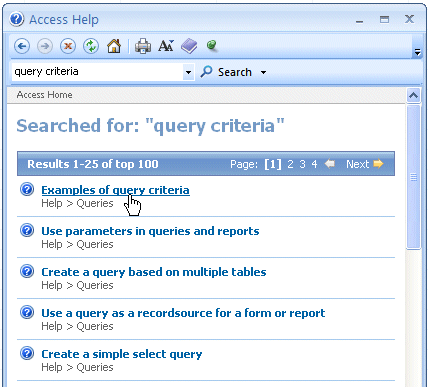 Access Help
AA
query criteria Search
Access Home
Searched for: "query criteria"
Results 1-25 of top 100 Page: [1] 2 3 4 Next
Examples of query criteria
Help > Queries
Use parameters in queries and reports
Help > Queries
Create a query based on multiple tables
Help > Queries
Use a query as a recordsource for a form or report
Help > Queries
Create a simple select query
Help > Queries